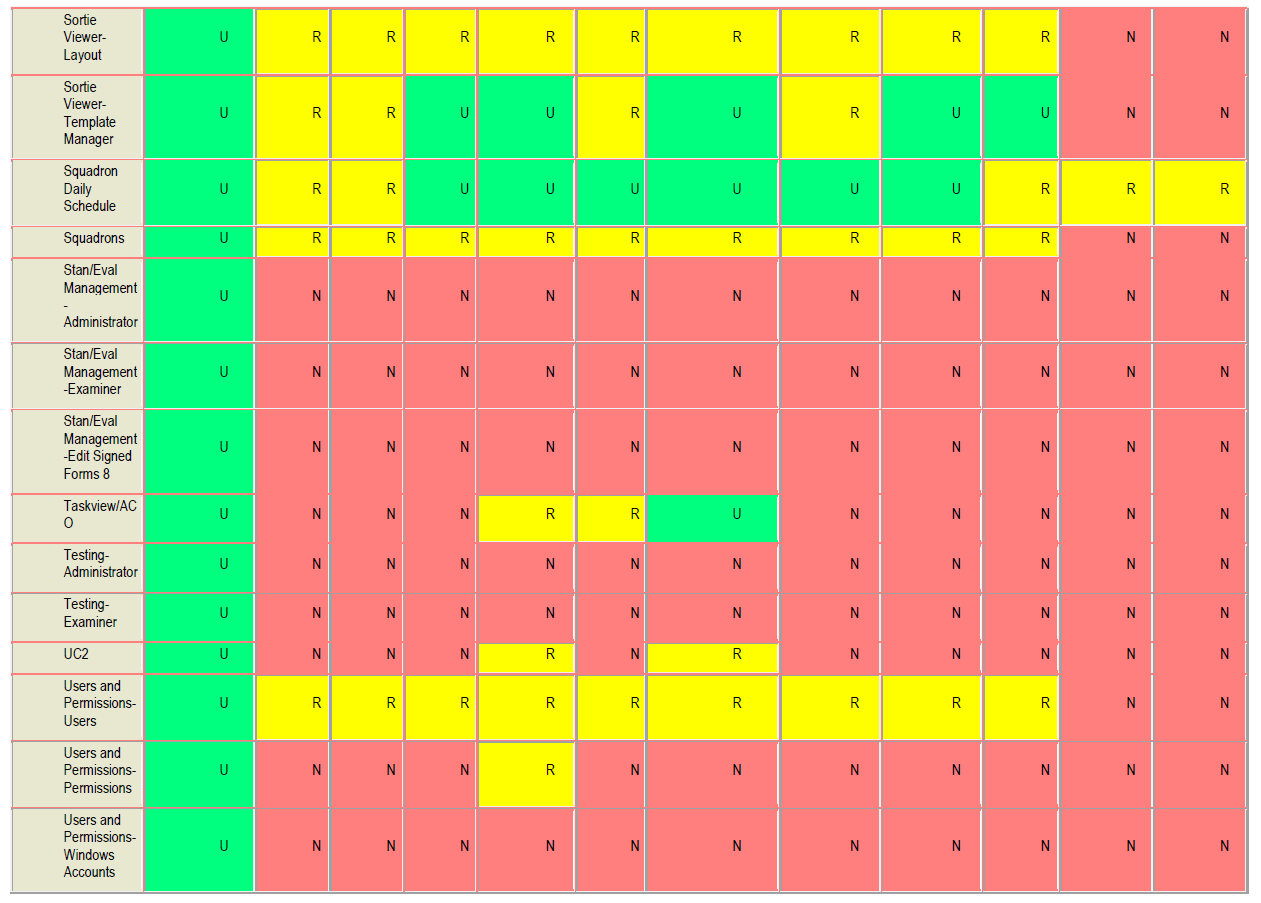 Sortie
Viewer-
Layout
U R R R R R R R R R N N
Sortie
Viewer-
Template
Manager
U R R U U R U R U U N N
Squadron
Daily
Schedule
U R R U U U U U U R R R
Squadrons U R R R R R R R R R N N
Stan/Eval
Management
-
Administrator
U N N N N N N N N N N N
Stan/Eval
Management
-Examiner
U N N N N N N N N N N N
Stan/Eval
Management
-Edit Signed
Forms 8
U N N N N N N N N N N N
Taskview/AC
O
U N N N R R U N N N N N
Testing-
Administrator
U N N N N N N N N N N N
Testing-
Examiner
U N N N N N N N N N N N
UC2 U N N N R N R N N N N N
Users and
Permissions-
Users
U R R R R R R R R R N N
Users and
Permissions-
Permissions
U N N N R N N N N N N N
Users and
Permissions-
Windows
Accounts
U N N N N N N N N N N N